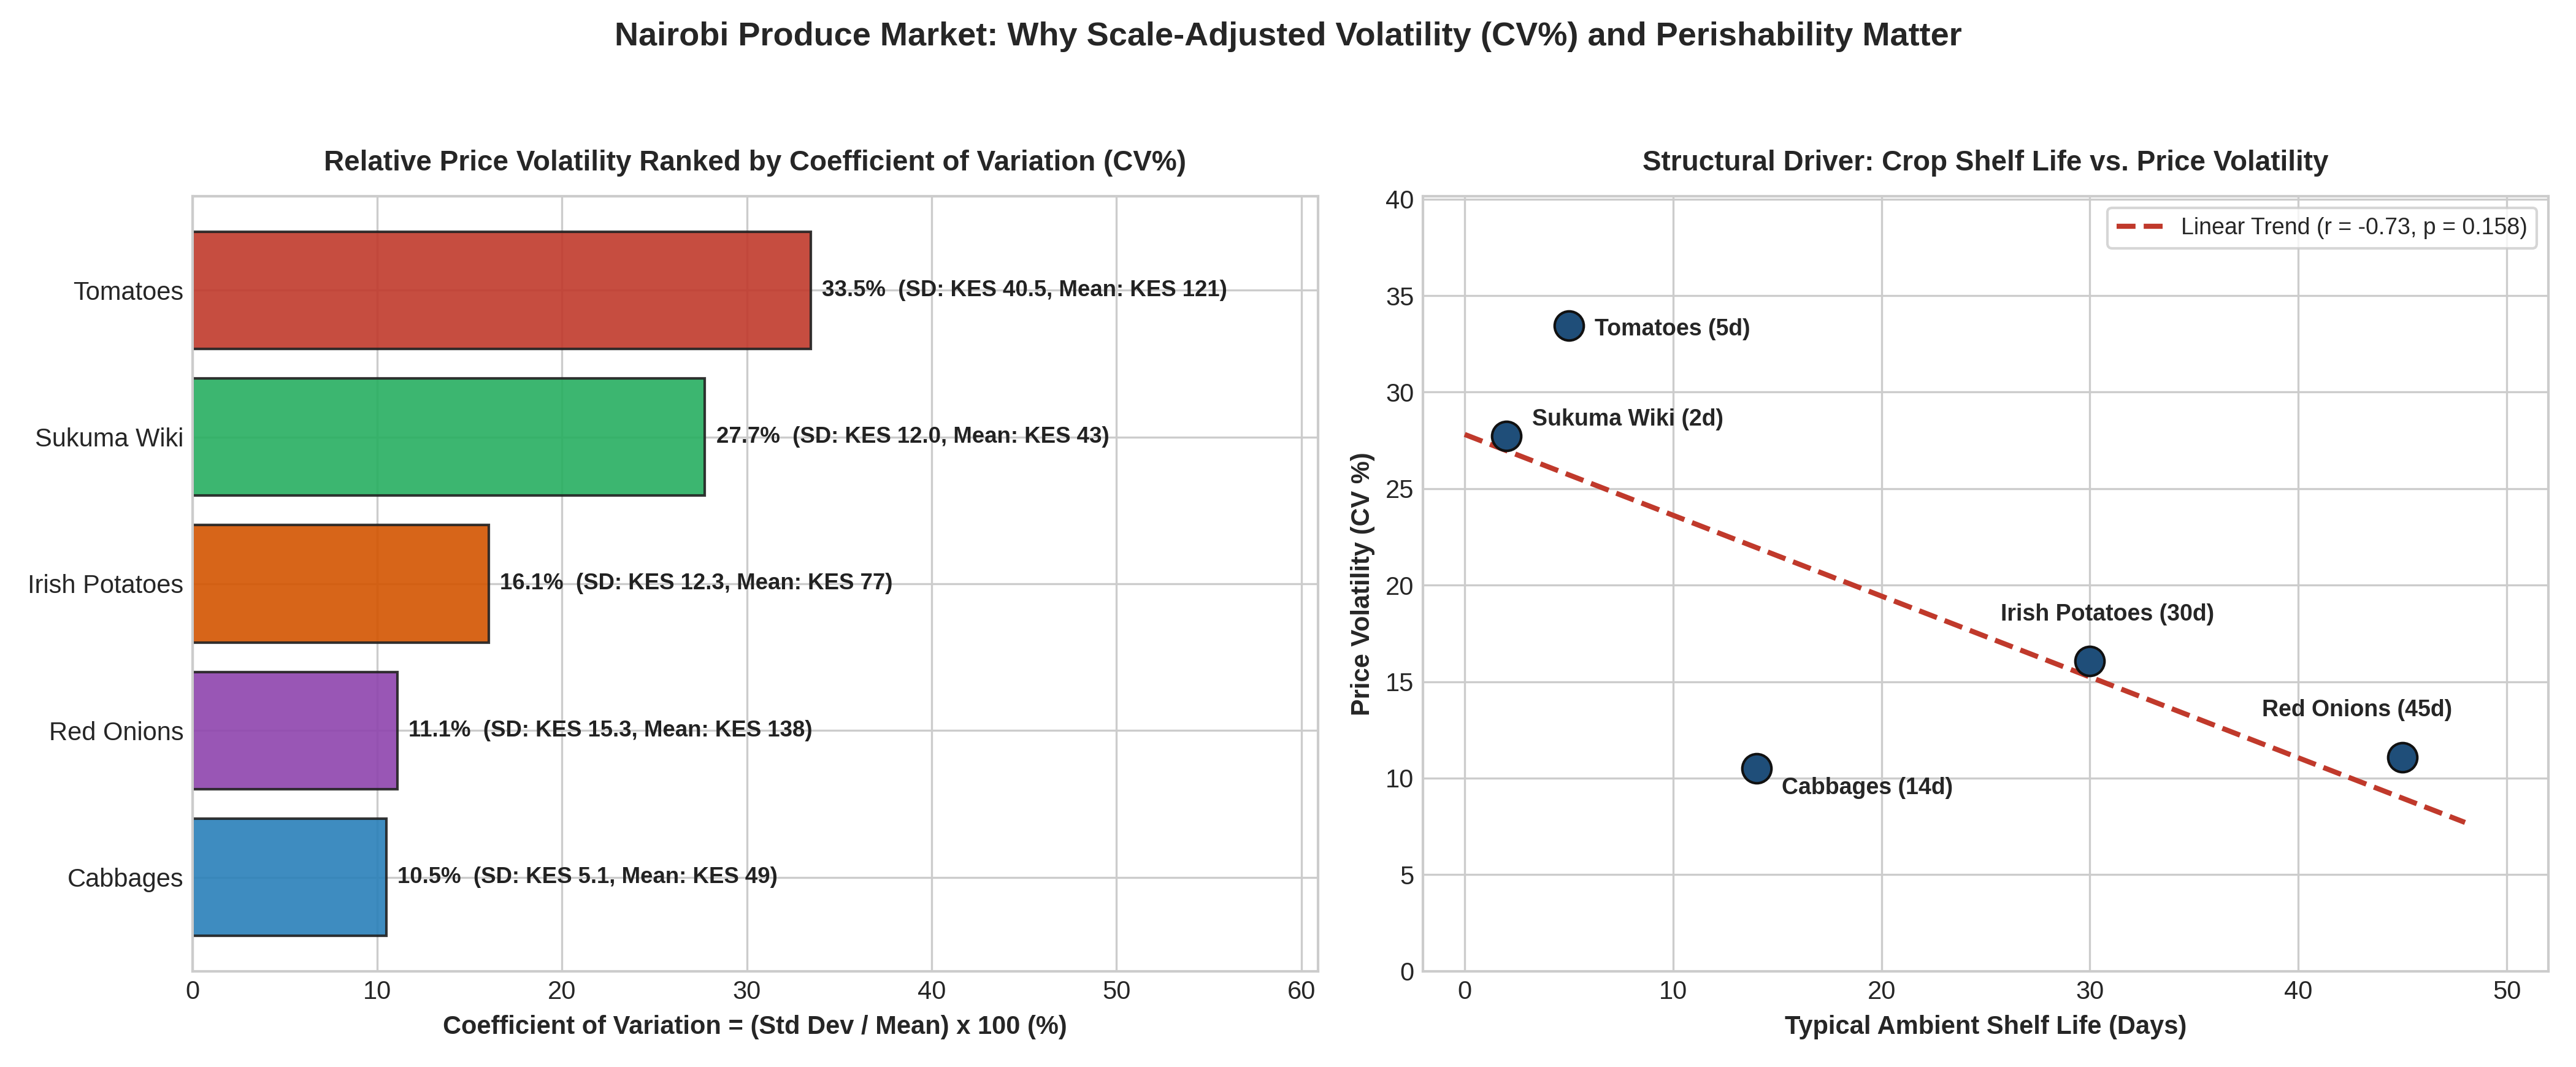 Nairobi Produce Market: Why Scale-Adjusted Volatility (CV%) and Perishability Matter
Relative Price Volatility Ranked by Coefficient of Variation (CV%)
Tomatoes
33.5% (SD: KES 40.5, Mean: KES 121)
Sukuma Wiki
27.7% (SD: KES 12.0, Mean: KES 43)
Irish Potatoes
16.1% (SD: KES 12.3, Mean: KES 77)
Red Onions
11.1% (SD: KES 15.3, Mean: KES 138)
Cabbages
10.5% (SD: KES 5.1, Mean: KES 49)
0 10 20 30 40 50 60
Coefficient of Variation = (Std Dev / Mean) x 100 (%)
Structural Driver: Crop Shelf Life vs. Price Volatility
Linear Trend (r = -0.73, p = 0.158)
Price Volatility (CV %)
40
35
30
25
20
15
10
5
0
Tomatoes (5d)
Sukuma Wiki (2d)
Irish Potatoes (30d)
Red Onions (45d)
Cabbages (14d)
0 10 20 30 40 50
Typical Ambient Shelf Life (Days)